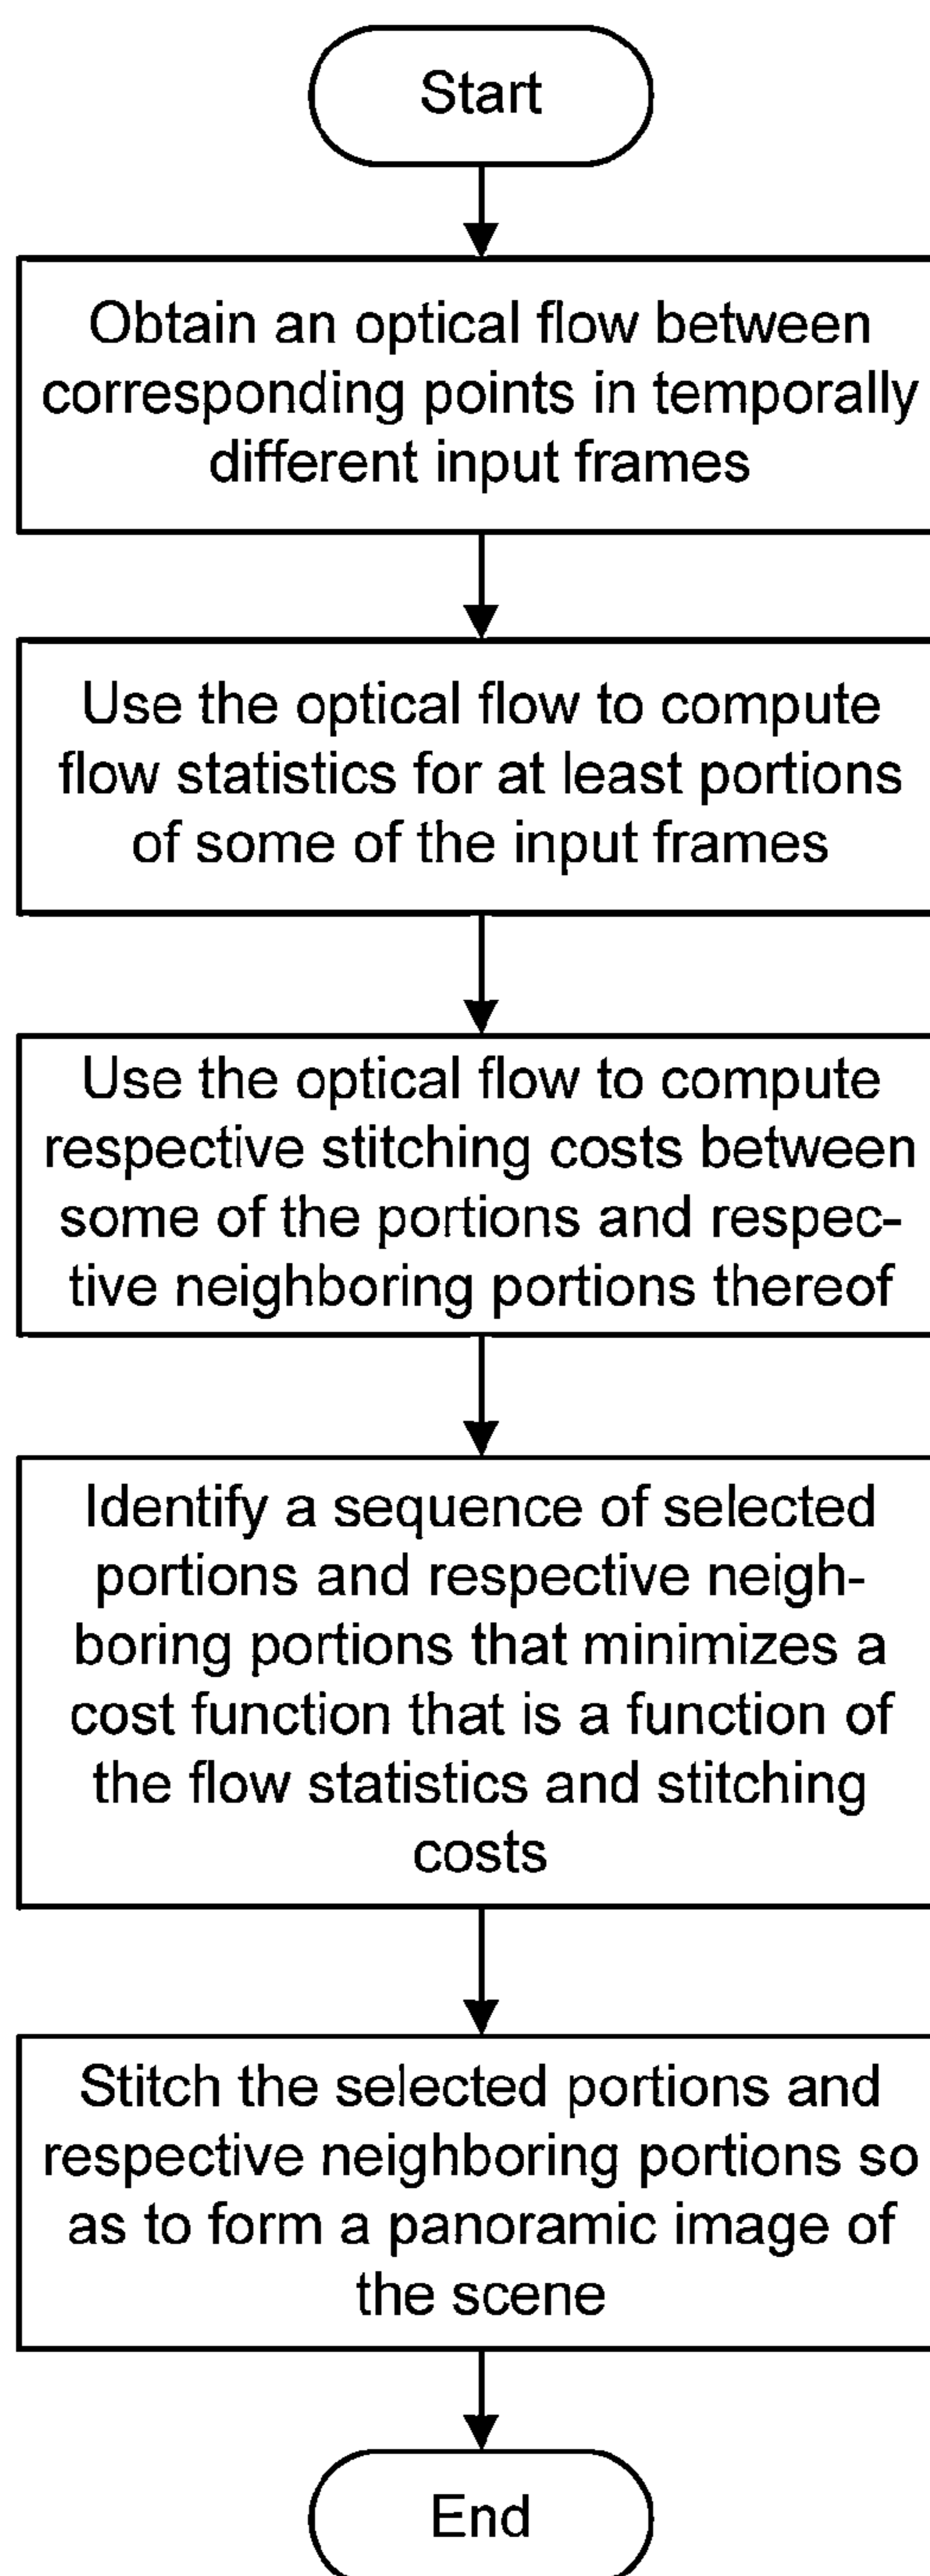 Start
Obtain an optical flow between
corresponding points in temporally
different input frames
Use the optical flow to compute
flow statistics for at least portions
of some of the input frames
Use the optical flow to compute
respective stitching costs between
some of the portions and respec-
tive neighboring portions thereof
Identify a sequence of selected
portions and respective neigh-
boring portions that minimizes a
cost function that is a function of
the flow statistics and stitching
costs
Stitch the selected portions and
respective neighboring portions so
as to form a panoramic image of
the scene
End